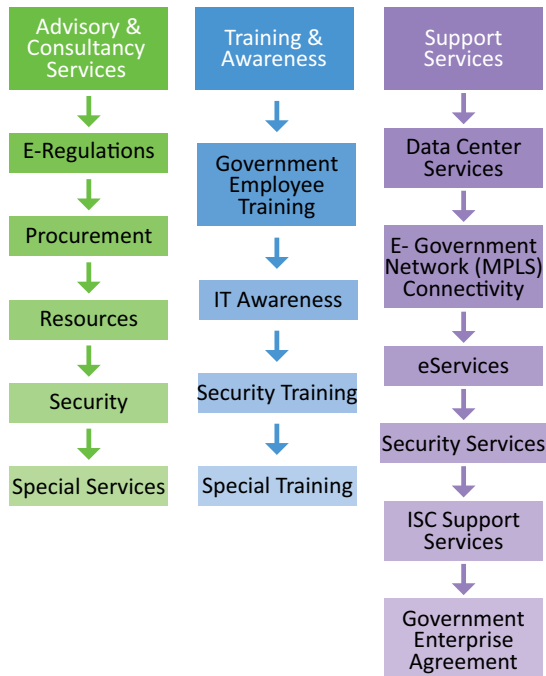 Advisory &
Consultancy
Services
E-Regulations
Procurement
Resources
Security
Special Services
Training &
Awareness
Government
Employee
Training
IT Awareness
Security Training
Special Training
Support
Services
Data Center
Services
E- Government
Network (MPLS)
Connectivity
eServices
Security Services
ISC Support
Services
Government
Enterprise
Agreement